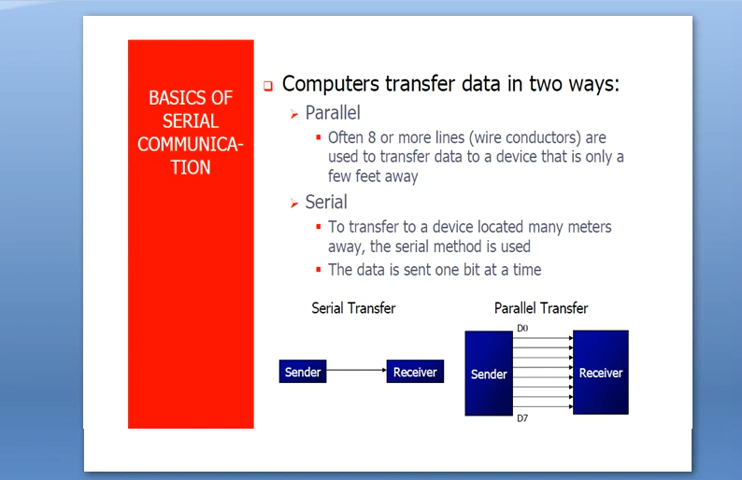 BASICS OF
SERIAL
COMMUNICA-
TION
Computers transfer data in two ways:
Parallel
Often 8 or more lines (wire conductors) are
used to transfer data to a device that is only a
few feet away
Serial
To transfer to a device located many meters
away, the serial method is used
The data is sent one bit at a time
Serial Transfer
Sender
Receiver
Parallel Transfer
D0
Sender
Receiver
D7